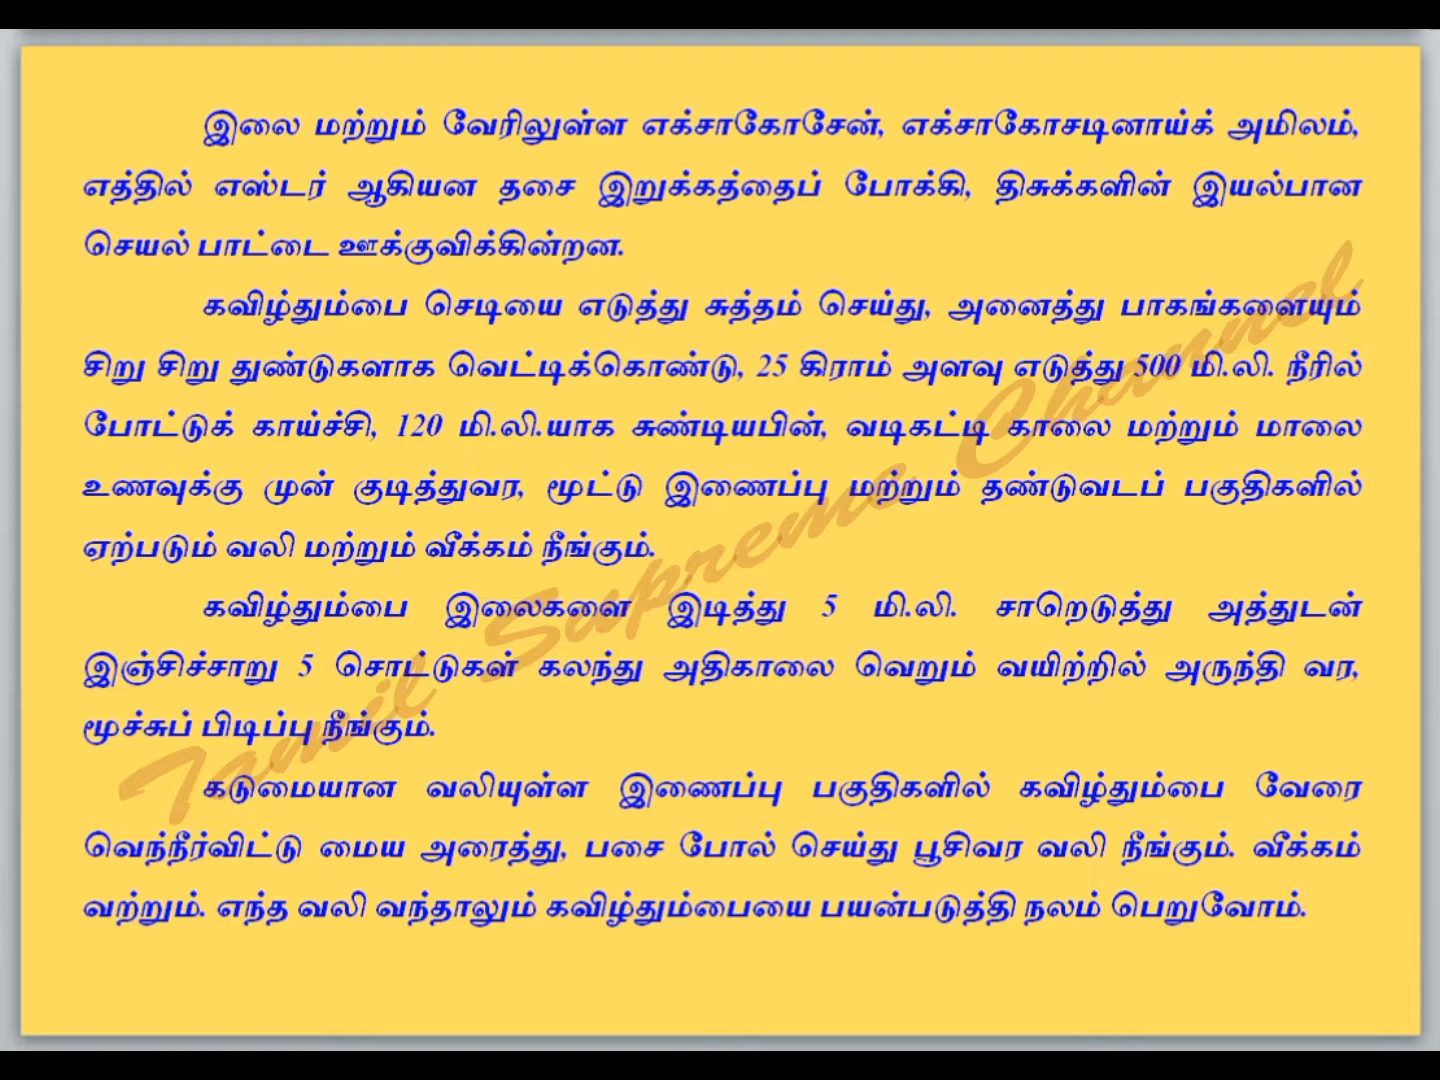 இலை மற்றும் வேரிலுள்ள எக்சாகோசேன், எக்சாகோசடினாய்க் அமிலம்,
எத்தில் எஸ்டர் ஆகியன தசை இறுக்கத்தைப் போக்கி, திசுக்களின் இயல்பான
செயல் பாட்டை ஊக்குவிக்கின்றன.
கவிழ்தும்பை செடியை எடுத்து சுத்தம் செய்து, அனைத்து பாகங்களையும்
சிறு சிறு துண்டுகளாக வெட்டிக்கொண்டு, 25 கிராம் அளவு எடுத்து 500 மி.லி. நீரில்
போட்டுக் காய்ச்சி, 120 மி.லி.யாக சுண்டியபின், வடிகட்டி காலை மற்றும் மாலை
உணவுக்கு முன் குடித்துவர, மூட்டு இணைப்பு மற்றும் தண்டுவடப் பகுதிகளில்
ஏற்படும் வலி மற்றும் வீக்கம் நீங்கும்.
கவிழ்தும்பை இலைகளை இடித்து 5 மி.லி. சாறெடுத்து அத்துடன்
இஞ்சிச்சாறு 5 சொட்டுகள் கலந்து அதிகாலை வெறும் வயிற்றில் அருந்தி வர,
மூச்சுப் பிடிப்பு நீங்கும்.
கடுமையான வலியுள்ள இணைப்பு பகுதிகளில் கவிழ்தும்பை வேரை
வெந்நீர்விட்டு மைய அரைத்து, பசை போல் செய்து பூசிவர வலி நீங்கும். வீக்கம்
வற்றும். எந்த வலி வந்தாலும் கவிழ்தும்பையை பயன்படுத்தி நலம் பெறுவோம்.
Tamil Supreme Channel